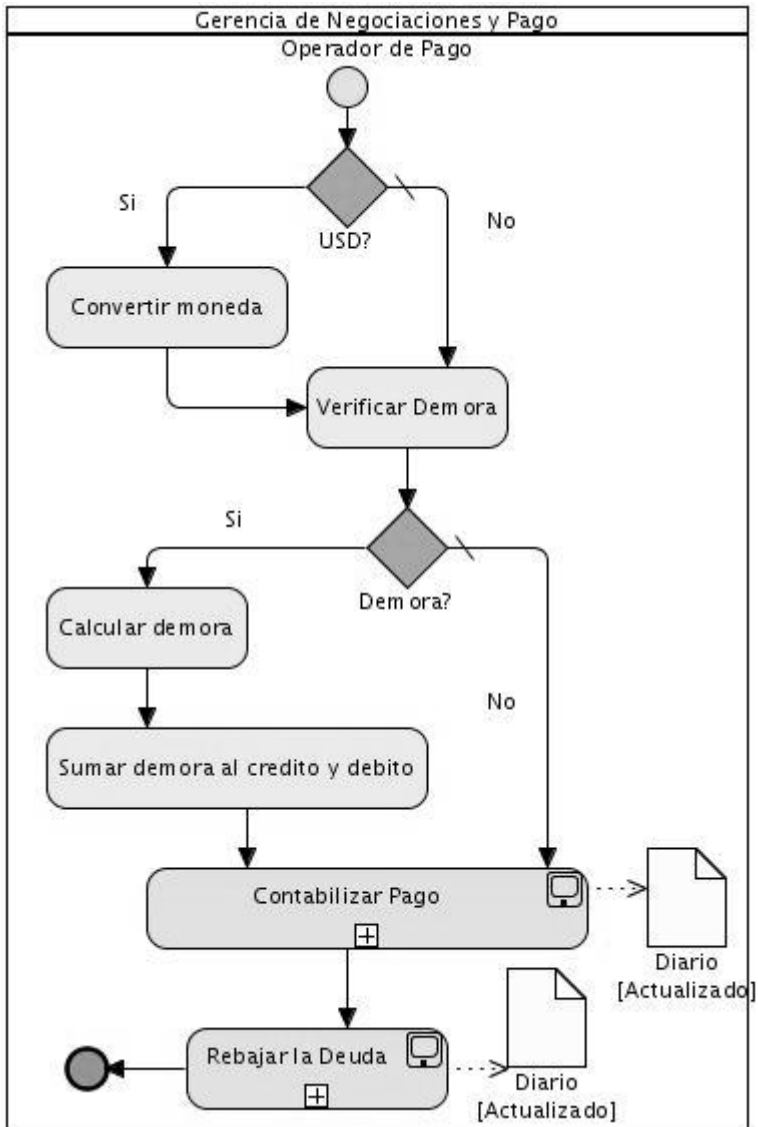 Gerencia de Negociaciones y Pago
Operador de Pago
Si
No
USD?
Convertir moneda
Verificar Demora
Si
Demora?
Calcular demora
No
Sumar demora al credito y debito
Contabilizar Pago
Diario
[Actualizado]
Rebajar la Deuda
Diario
[Actualizado]